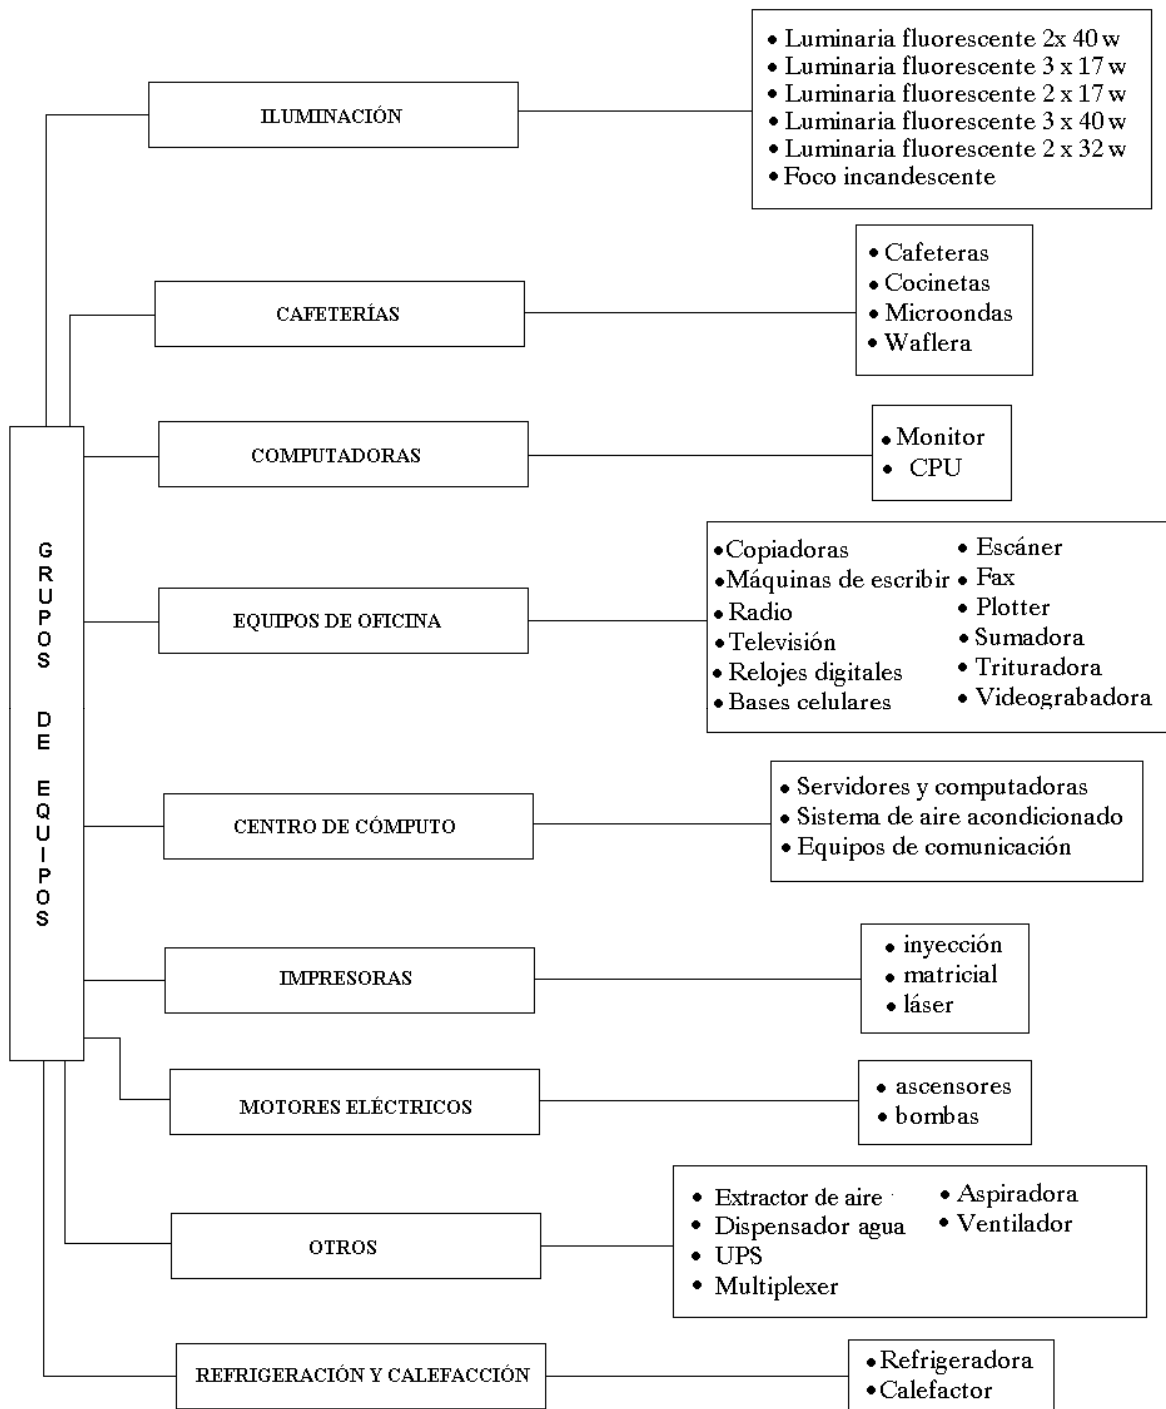 GRUPOS DE EQUIPOS
ILUMINACIÓN
• Luminaria fluorescente 2x 40 w
• Luminaria fluorescente 3 x 17 w
• Luminaria fluorescente 2 x 17 w
• Luminaria fluorescente 3 x 40 w
• Luminaria fluorescente 2 x 32 w
• Foco incandescente
CAFETERÍAS
• Cafeteras
• Cocinetas
• Microondas
• Waflera
COMPUTADORAS
• Monitor
• CPU
EQUIPOS DE OFICINA
• Copiadoras
• Máquinas de escribir
• Radio
• Televisión
• Relojes digitales
• Bases celulares
• Escáner
• Fax
• Plotter
• Sumadora
• Trituradora
• Videograbadora
CENTRO DE CÓMPUTO
• Servidores y computadoras
• Sistema de aire acondicionado
• Equipos de comunicación
IMPRESORAS
• inyección
• matricial
• láser
MOTORES ELÉCTRICOS
• ascensores
• bombas
OTROS
• Extractor de aire
• Dispensador agua
• UPS
• Multiplexer
• Aspiradora
• Ventilador
REFRIGERACIÓN Y CALEFACCIÓN
• Refrigeradora
• Calefactor